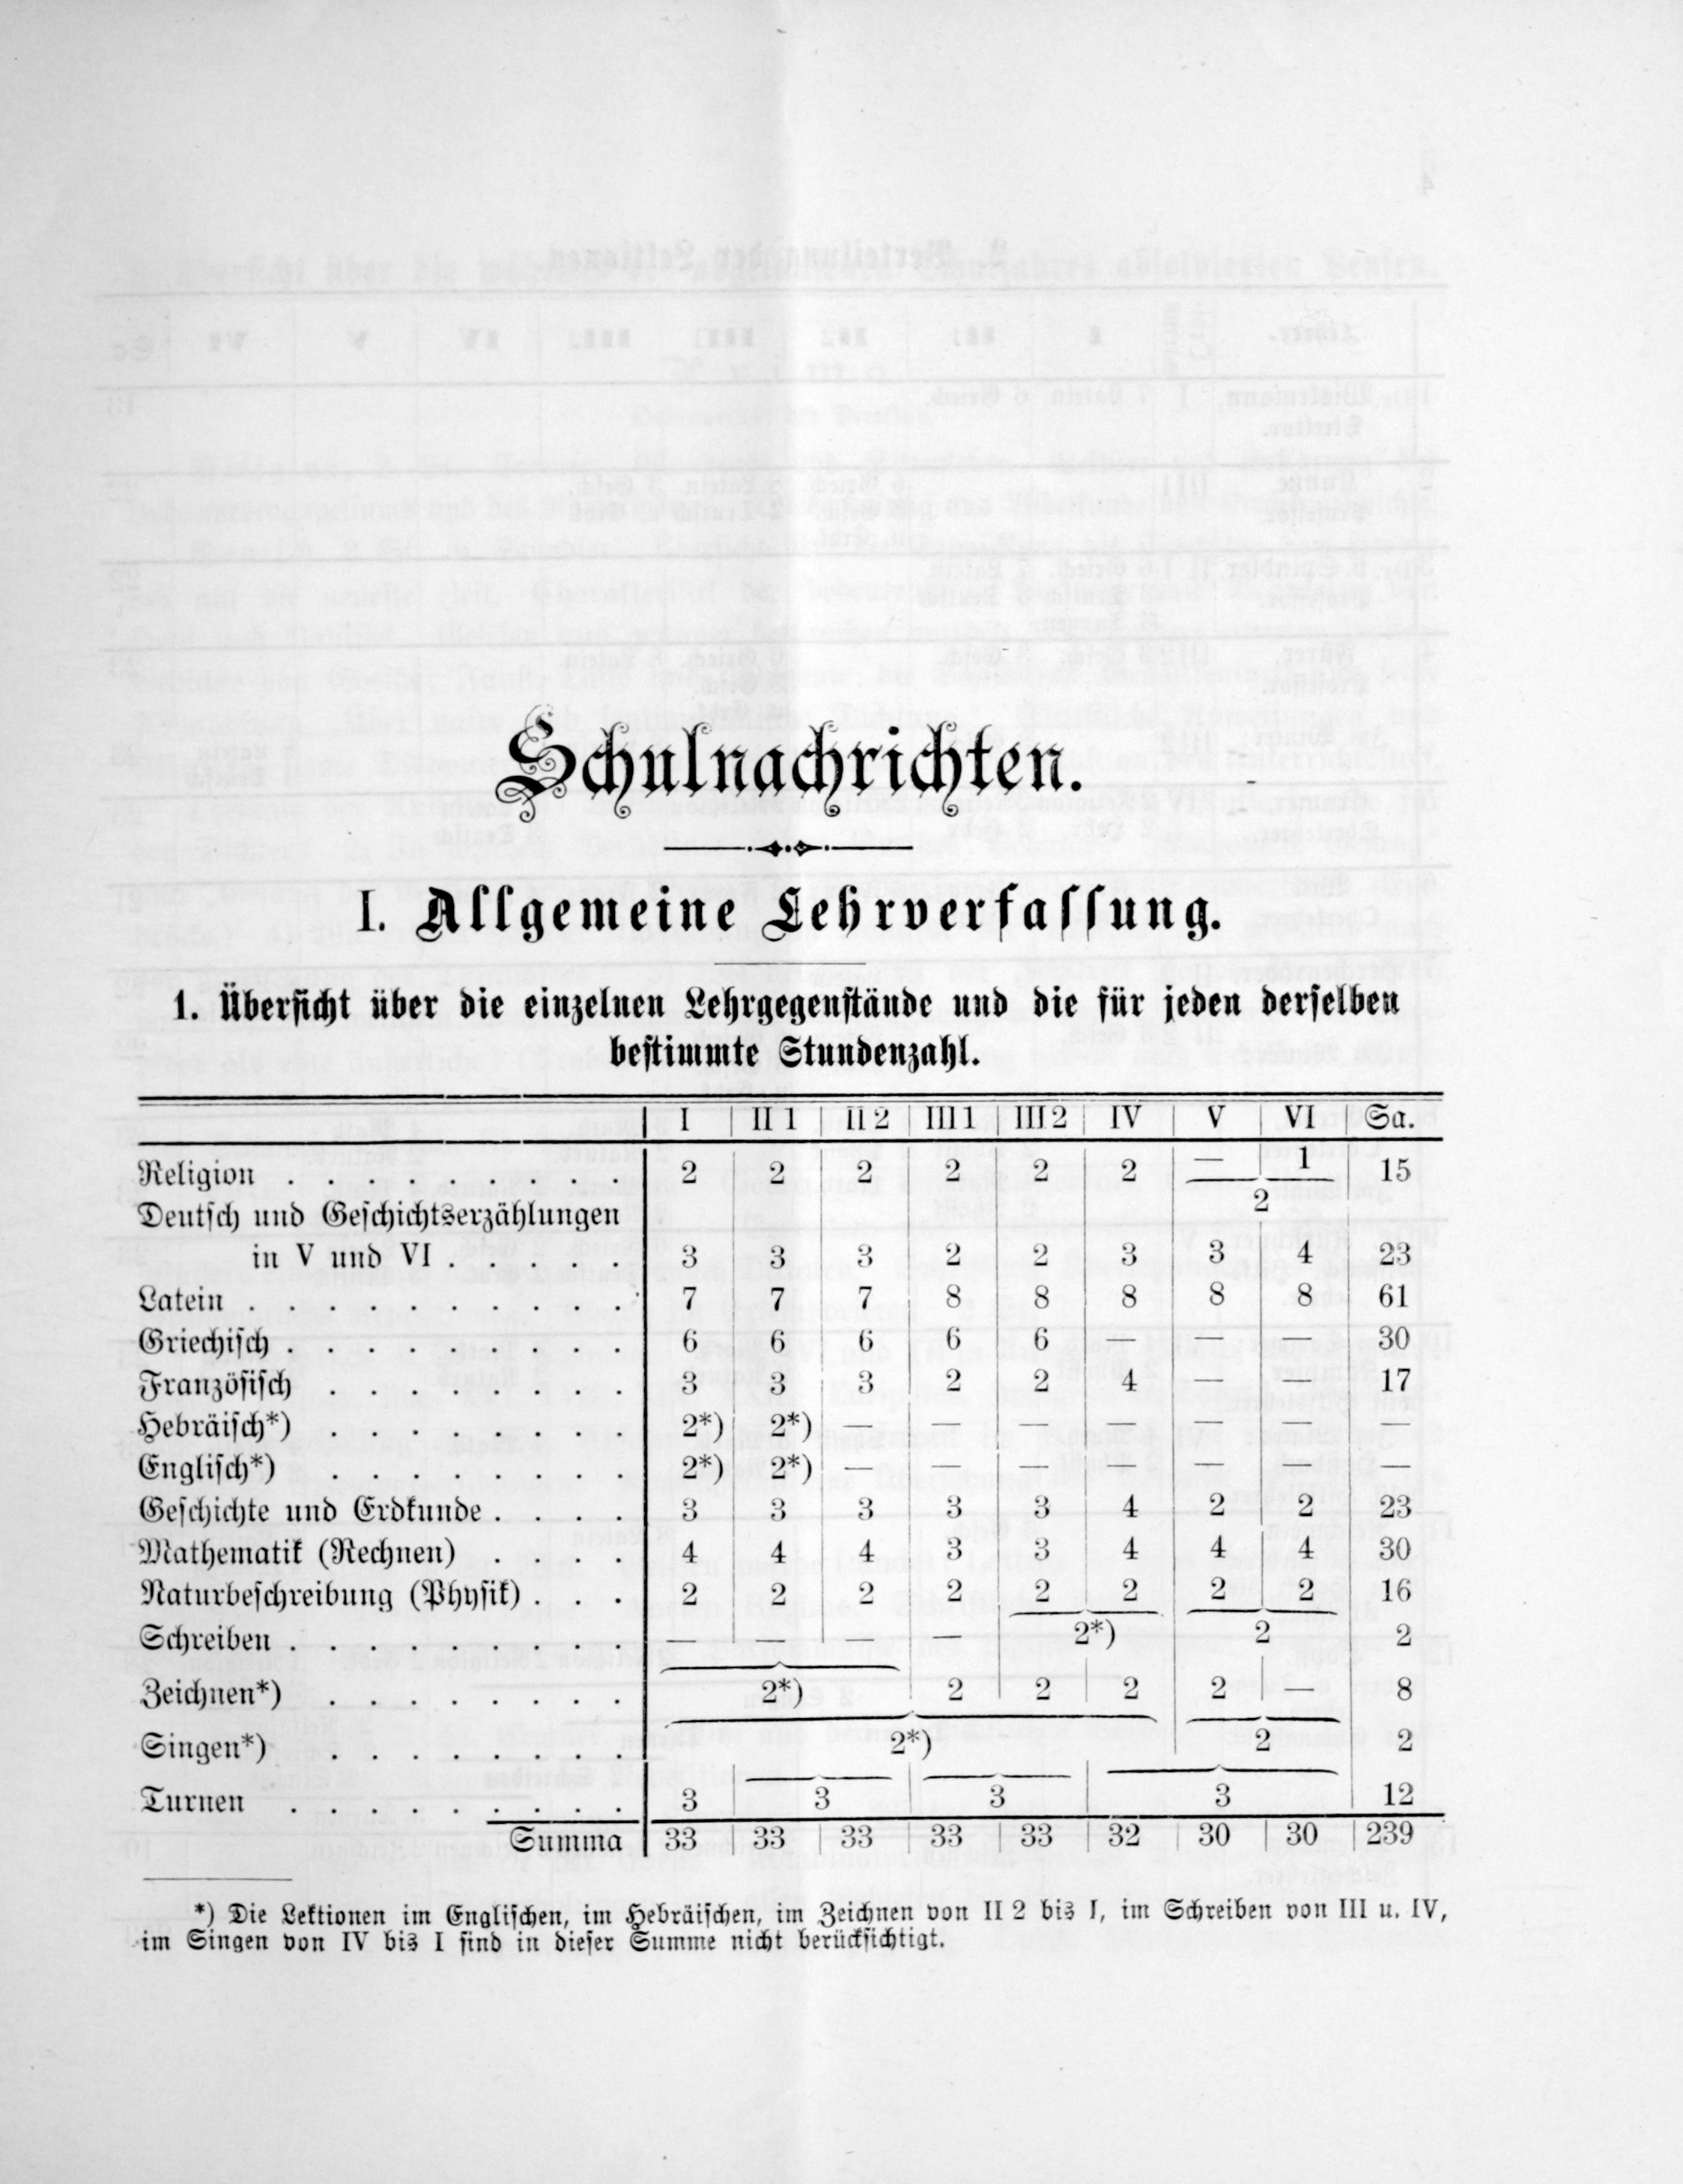 Schulnachrichten.
I. Allgemeine Lehrverfassung.
1. Übersicht über die einzelnen Lehrgegenstände und die für jeden derselben
bestimmte Stundenzahl.
I II 1 II 2 III 1 III 2 IV V VI Sa.
Religion . . . . . . . . . 2 2 2 2 2 2 — 1 15
2
Deutsch und Geschichtserzählungen
in V und VI . . . . . 3 3 3 2 2 3 3 4 23
Latein . . . . . . . . . . 7 7 7 8 8 8 8 8 61
Griechisch . . . . . . . . . 6 6 6 6 6 — — — 30
Französisch . . . . . . . . 3 3 3 2 2 4 — — 17
Hebräisch*) . . . . . . . . 2*) 2*) — — — — — — —
Englisch*) . . . . . . . . 2*) 2*) — — — — — — —
Geschichte und Erdkunde . . . . 3 3 3 3 3 4 2 2 23
Mathematik (Rechnen) . . . . 4 4 4 3 3 4 4 4 30
Naturbeschreibung (Physik) . . . 2 2 2 2 2 2 2 2 16
Schreiben . . . . . . . . . — — — — 2*) 2 2
Zeichnen*) . . . . . . . . 2*) 2 2 2 2 — 8
Singen*) . . . . . . . . 2*) 2 2
Turnen . . . . . . . . . 3 3 3 3 12
Summa 33 33 33 33 33 32 30 30 239
*) Die Lektionen im Englischen, im Hebräischen, im Zeichnen von II 2 bis I, im Schreiben von III u. IV,
im Singen von IV bis I sind in dieser Summe nicht berücksichtigt.